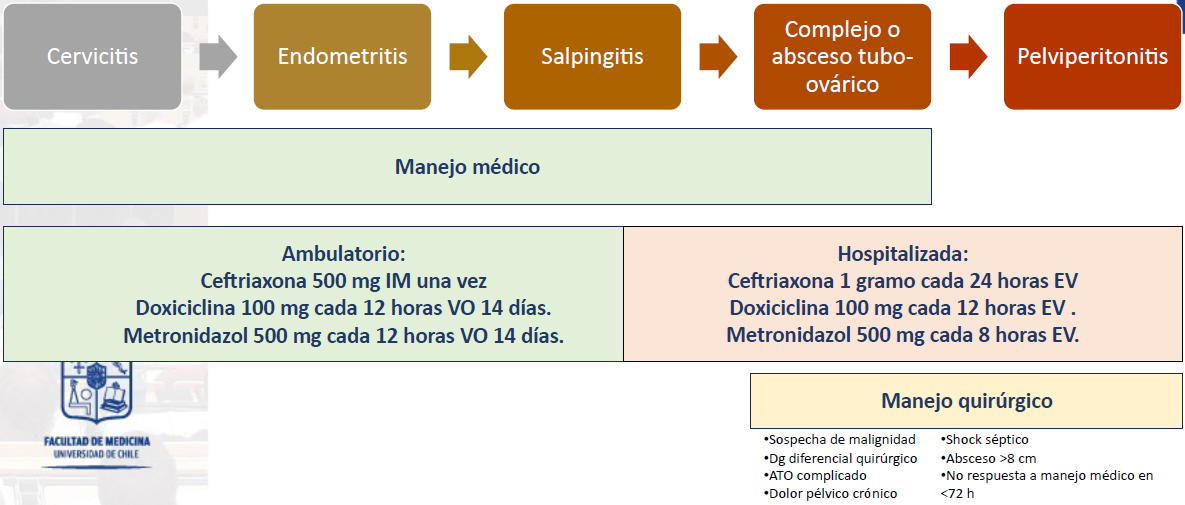 Cervicitis
Endometritis
Salpingitis
Complejo o
absceso tubo-
ovárico
Pelviperitonitis
Manejo médico
Ambulatorio:
Ceftriaxona 500 mg IM una vez
Doxiciclina 100 mg cada 12 horas VO 14 días.
Metronidazol 500 mg cada 12 horas VO 14 días.
Hospitalizada:
Ceftriaxona 1 gramo cada 24 horas EV
Doxiciclina 100 mg cada 12 horas EV .
Metronidazol 500 mg cada 8 horas EV.
FACULTAD DE MEDICINA
UNIVERSIDAD DE CHILE
Manejo quirúrgico
•Sospecha de malignidad
•Dg diferencial quirúrgico
•ATO complicado
•Dolor pélvico crónico
•Shock séptico
•Absceso >8 cm
•No respuesta a manejo médico en
<72 h